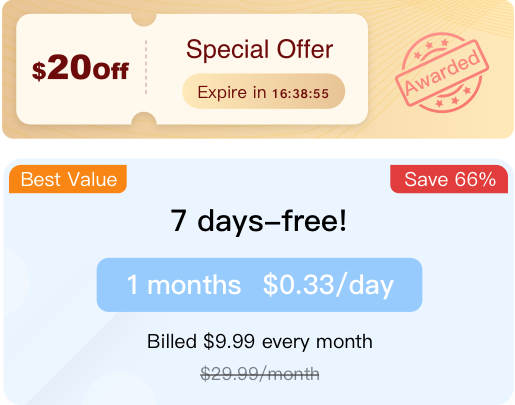 $20Off
Special Offer
Expire in 16:38:55
Awarded
Best Value
Save 66%
7 days–free!
1 months $0.33/day
Billed $9.99 every month
$29.99/month